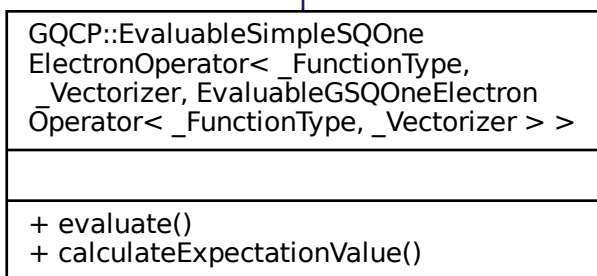 GQCP::EvaluableSimpleSQOne
ElectronOperator< _FunctionType,
_Vectorizer, EvaluableGSQOneElectron
Operator< _FunctionType, _Vectorizer > >
+ evaluate()
+ calculateExpectationValue()